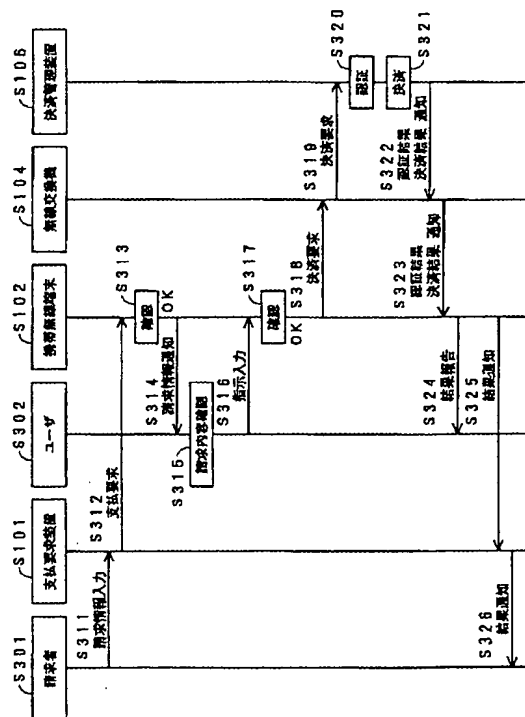 S301
請求者
S101
支払要求装置
S302
ユーザ
S102
携帯無線端末
S104
無線交換機
S106
決済管理装置
S311
請求情報入力
S312
支払要求
S313
確認
OK
S314
請求情報通知
S315
請求内容確認
S316
指示入力
S317
確認
OK
S318
決済要求
S319
決済要求
S320
認証
S321
決済
S322
認証結果
決済結果 通知
S323
認証結果
決済結果 通知
S324
結果報告
S325
結果通知
S326
結果通知